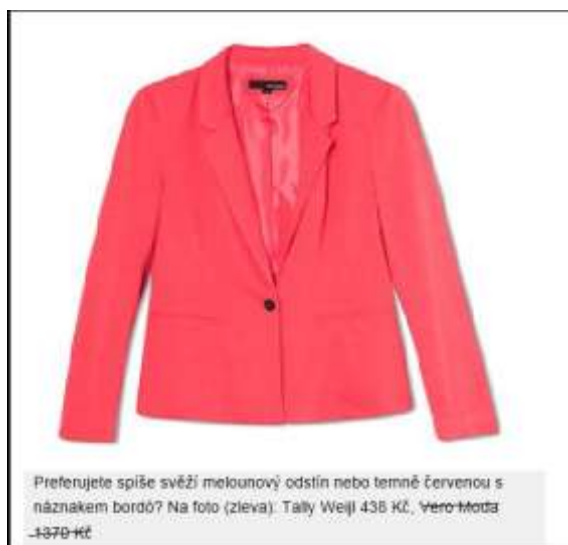 Preferujete spíše svěží melounový odstín nebo temně červenou s
náznakem bordó? Na foto (zleva): Tally Weijl 438 Kč, Vero Moda
1370 Kč